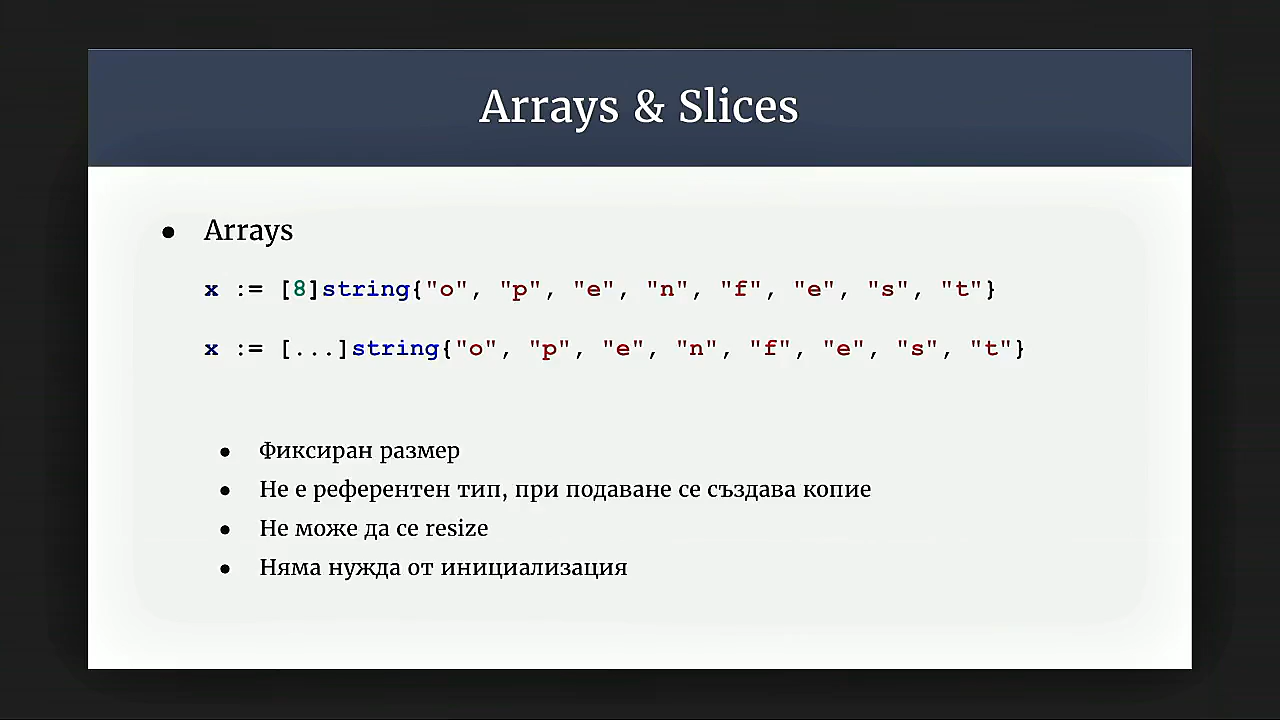 Arrays & Slices
● Arrays
x := [8]string{"o", "p", "e", "n", "f", "e", "s", "t"}
x := [...]string{"o", "p", "e", "n", "f", "e", "s", "t"}
● Фиксиран размер
● Не е референтен тип, при подаване се създава копие
● Не може да се resize
● Няма нужда от инициализация